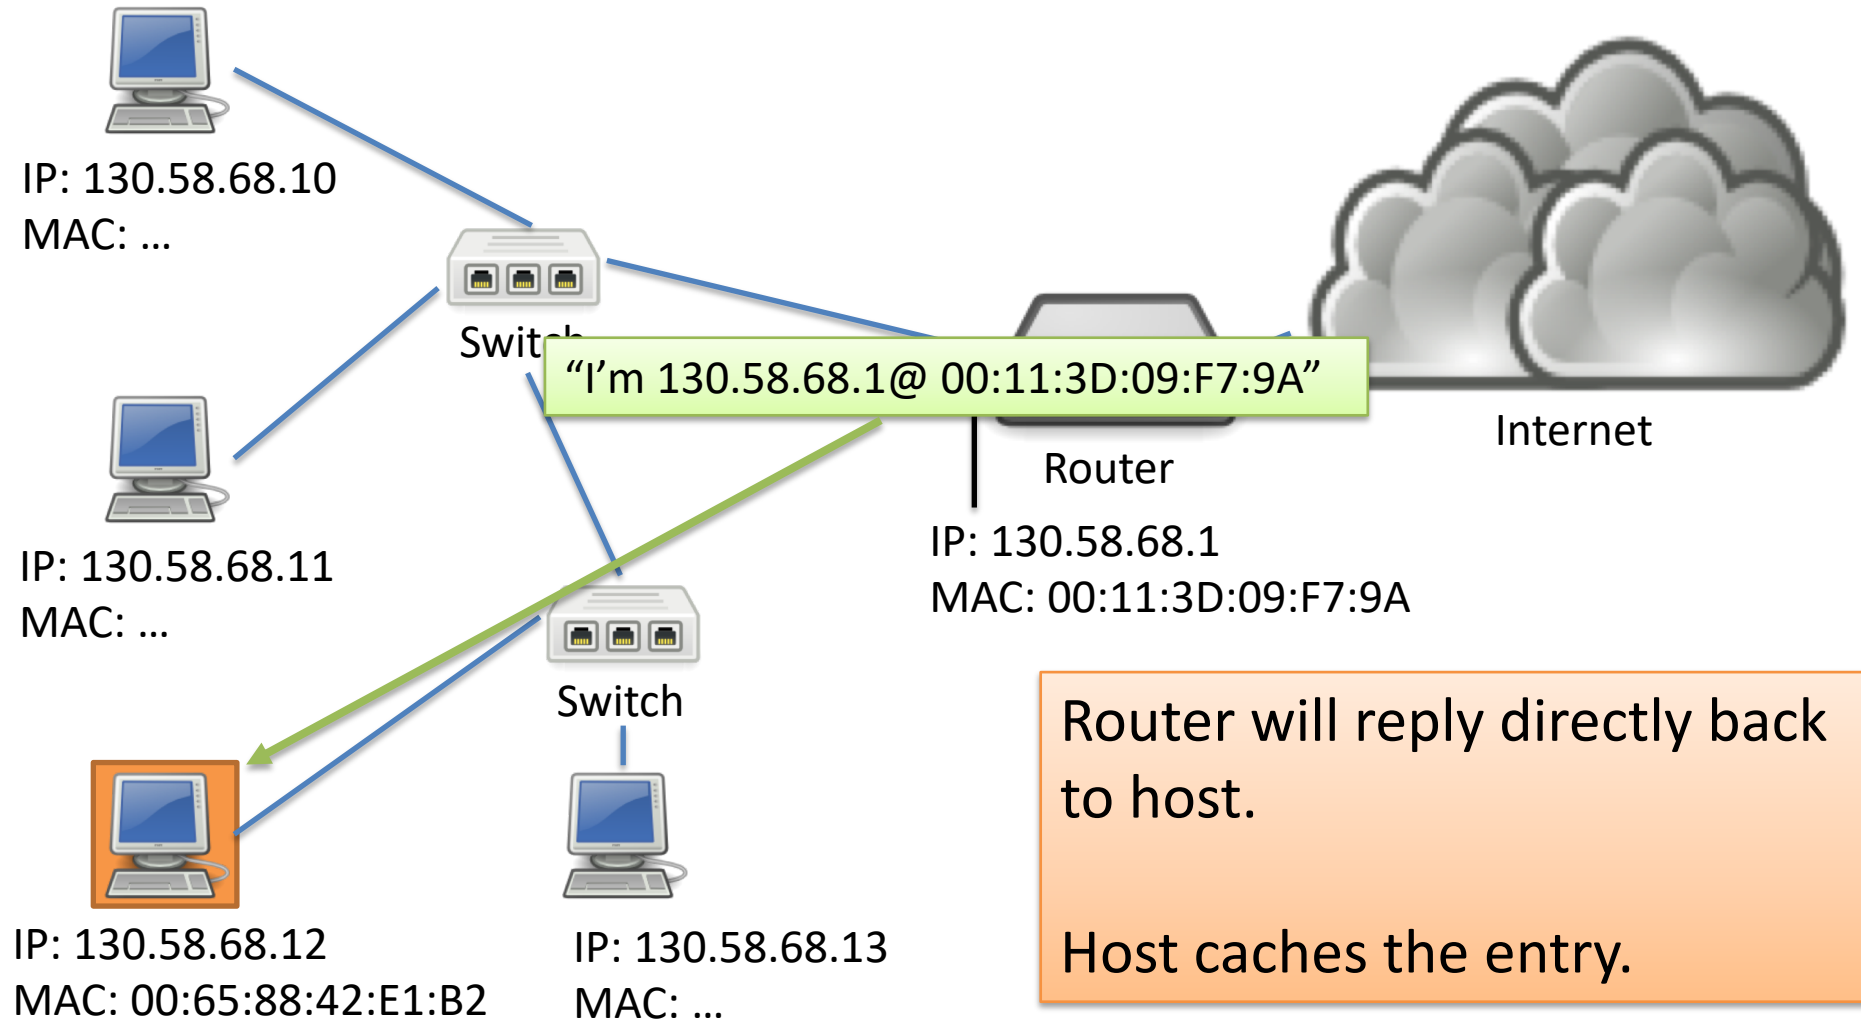 IP: 130.58.68.10
MAC: ...
Switch
“I’m 130.58.68.1@ 00:11:3D:09:F7:9A”
Internet
Router
IP: 130.58.68.1
MAC: 00:11:3D:09:F7:9A
IP: 130.58.68.11
MAC: ...
Switch
Router will reply directly back
to host.
Host caches the entry.
IP: 130.58.68.12
MAC: 00:65:88:42:E1:B2
IP: 130.58.68.13
MAC: ...